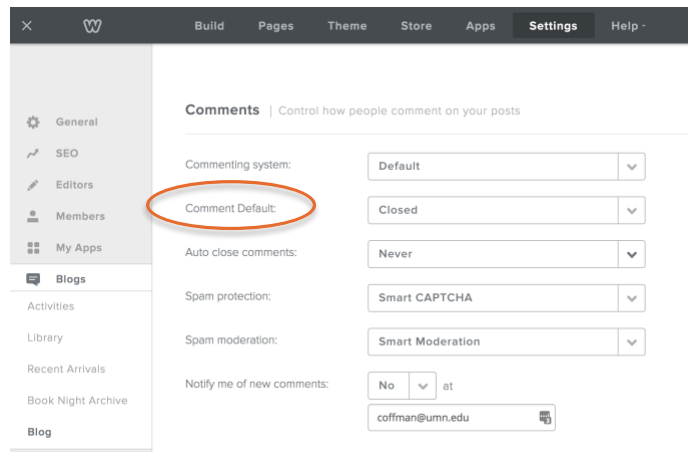 Build Pages Theme Store Apps Settings Help
Comments | Control how people comment on your posts
General
SEO
Editors
Members
My Apps
Blogs
Activities
Library
Recent Arrivals
Book Night Archive
Blog
Commenting system: Default
Comment Default: Closed
Auto close comments: Never
Spam protection: Smart CAPTCHA
Spam moderation: Smart Moderation
Notify me of new comments: No at
coffman@umn.edu